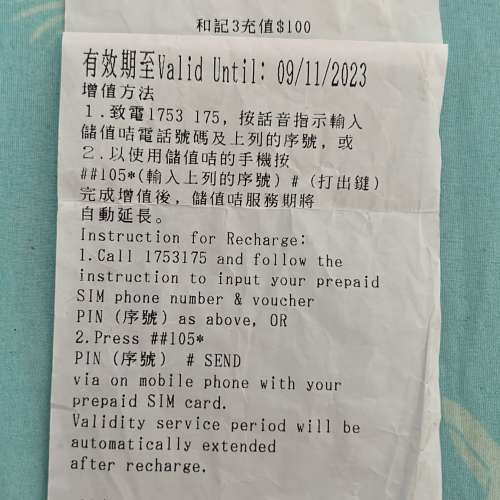 和記3充值$100
有效期至Valid Until: 09/11/2023
增值方法
1.致電1753 175, 按話音指示輸入
儲值咭電話號碼及上列的序號, 或
2.以使用儲值咭的手機按
##105*(輸入上列的序號) # (打出鍵)
完成增值後, 儲值咭服務期將
自動延長。
Instruction for Recharge:
1.Call 1753175 and follow the
instruction to input your prepaid
SIM phone number & voucher
PIN (序號) as above, OR
2.Press ##105*
PIN (序號) # SEND
via on mobile phone with your
prepaid SIM card.
Validity service period will be
automatically extended
after recharge.